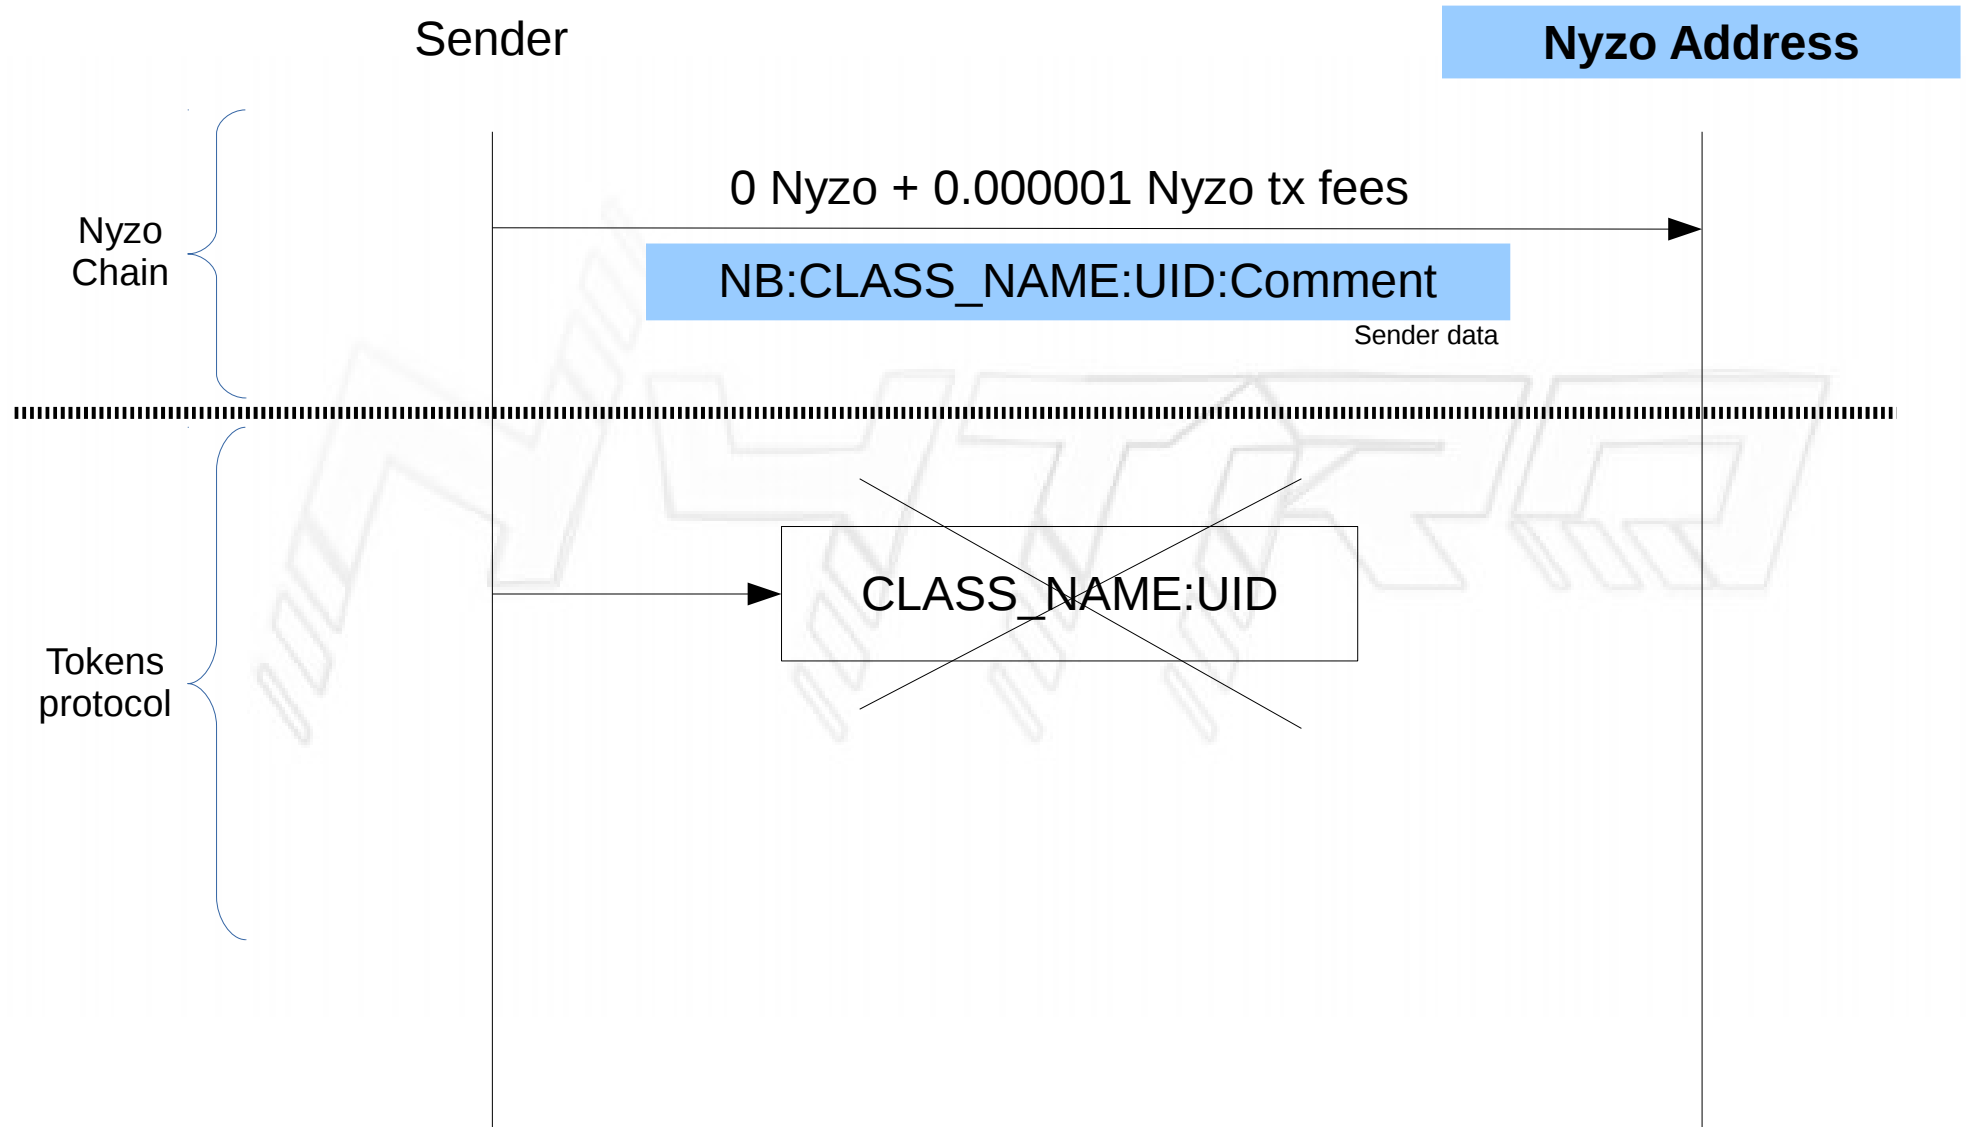 Sender
Nyzo Address
0 Nyzo + 0.000001 Nyzo tx fees
Nyzo
Chain
NB:CLASS_NAME:UID:Comment
Sender data
NYTRO
CLASS_NAME:UID
Tokens
protocol